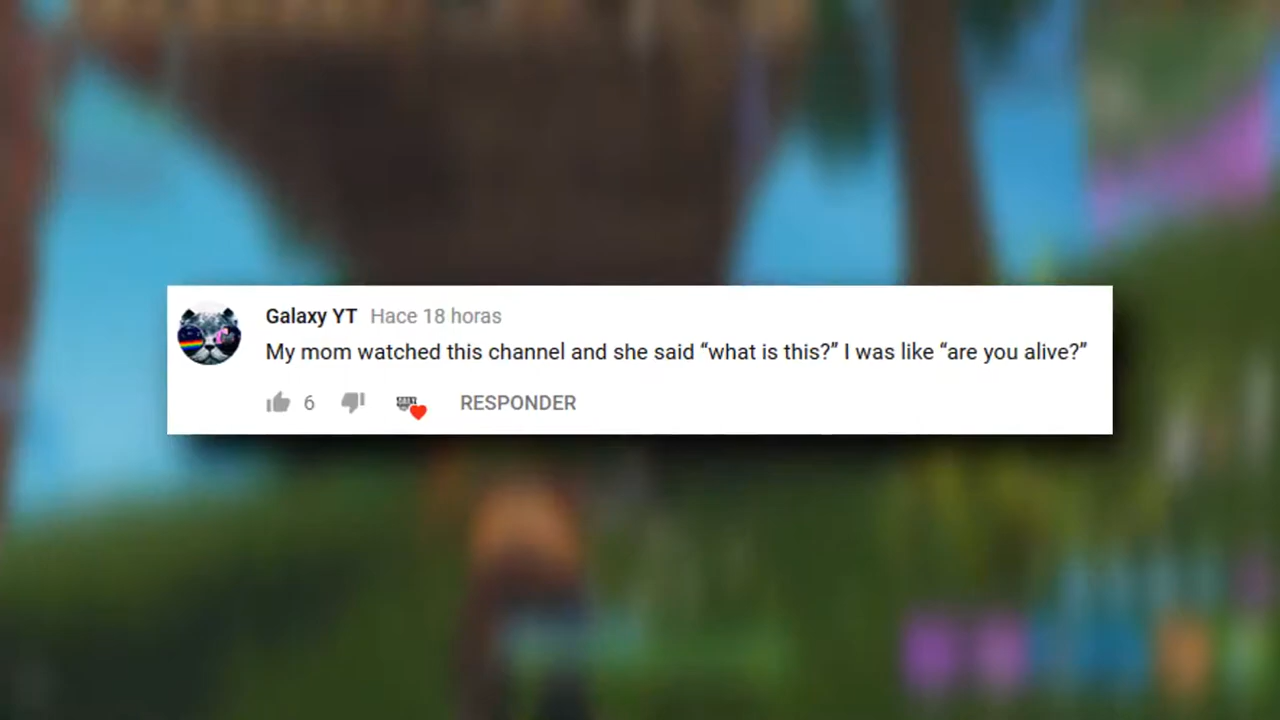 Galaxy YT Hace 18 horas
My mom watched this channel and she said “what is this?” I was like “are you alive?”
6 RESPONDER